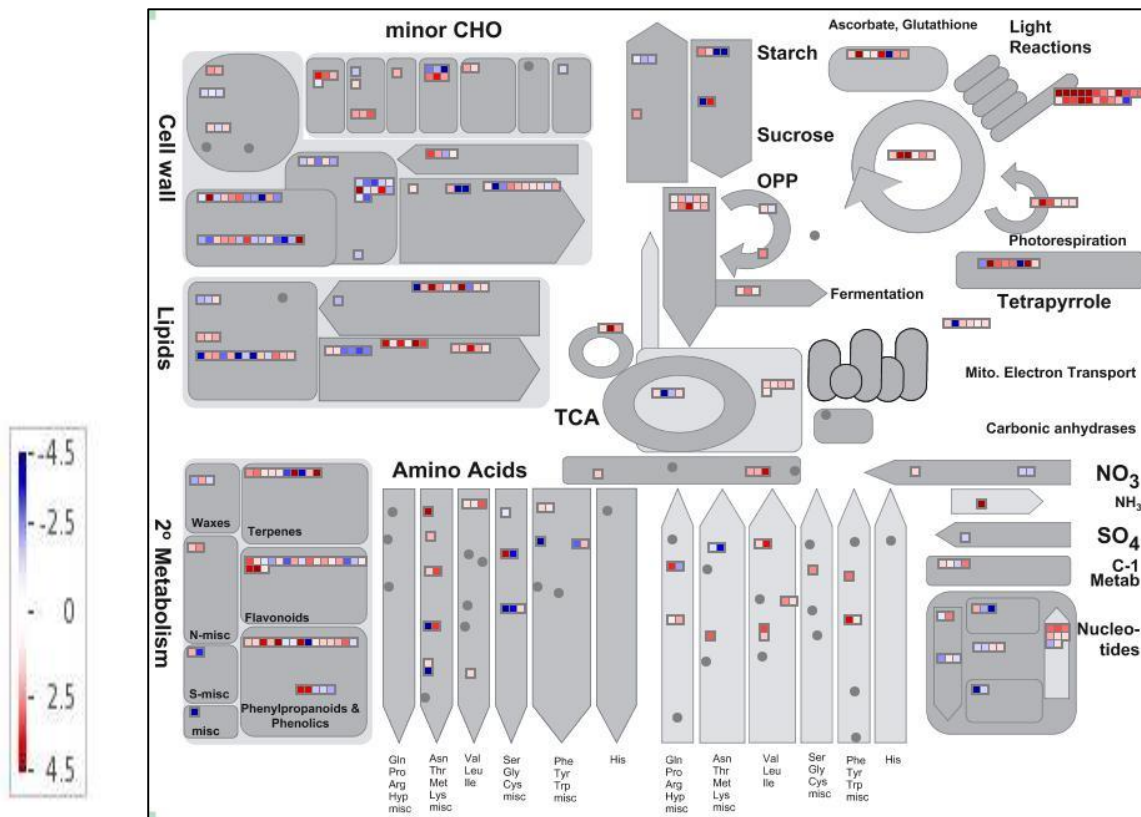 minor CHO
Cell wall
Lipids
2° Metabolism
Starch
Sucrose
OPP
Ascorbate, Glutathione
Light
Reactions
Photorespiration
Tetrapyrrole
Fermentation
Mito. Electron Transport
TCA
Carbonic anhydrases
Amino Acids
NO3
NH3
SO4
C-1
Metab
Nucleo-
tides
Waxes
Terpenes
N-misc
Flavonoids
S-misc
misc
Phenylpropanoids &
Phenolics
Gln
Pro
Arg
Hyp
misc
Asn
Thr
Met
Lys
misc
Val
Leu
Ile
Ser
Gly
Cys
misc
Phe
Tyr
Trp
misc
His
Gln
Pro
Arg
Hyp
misc
Asn
Thr
Met
Lys
misc
Val
Leu
Ile
Ser
Gly
Cys
misc
Phe
Tyr
Trp
misc
His
-4.5
-2.5
0
2.5
4.5